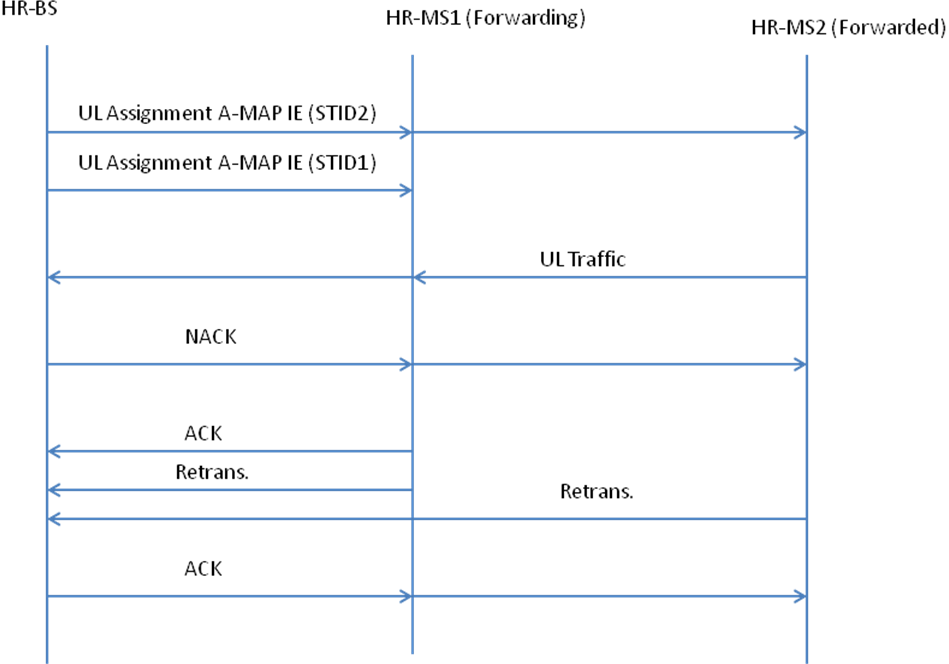 HR-BS
HR-MS1 (Forwarding)
HR-MS2 (Forwarded)
UL Assignment A-MAP IE (STID2)
UL Assignment A-MAP IE (STID1)
UL Traffic
NACK
ACK
Retrans.
Retrans.
ACK